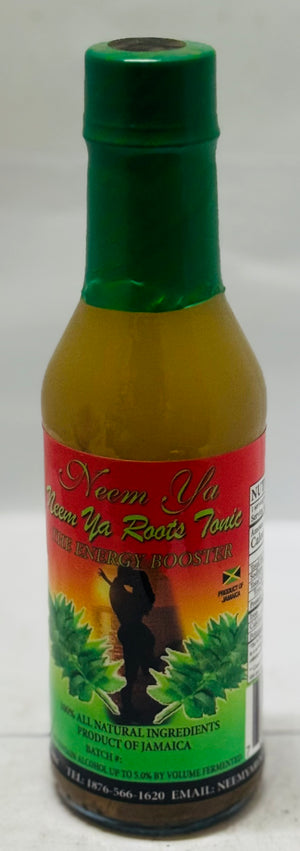 Neem Ya
Neem Ya Roots Tonic
THE ENERGY BOOSTER
PRODUCT OF
JAMAICA
100% ALL NATURAL INGREDIENTS
PRODUCT OF JAMAICA
BATCH #:
ALCOHOL UP TO 5.0% BY VOLUME FERMENTED
TEL: 1876-566-1620 EMAIL: